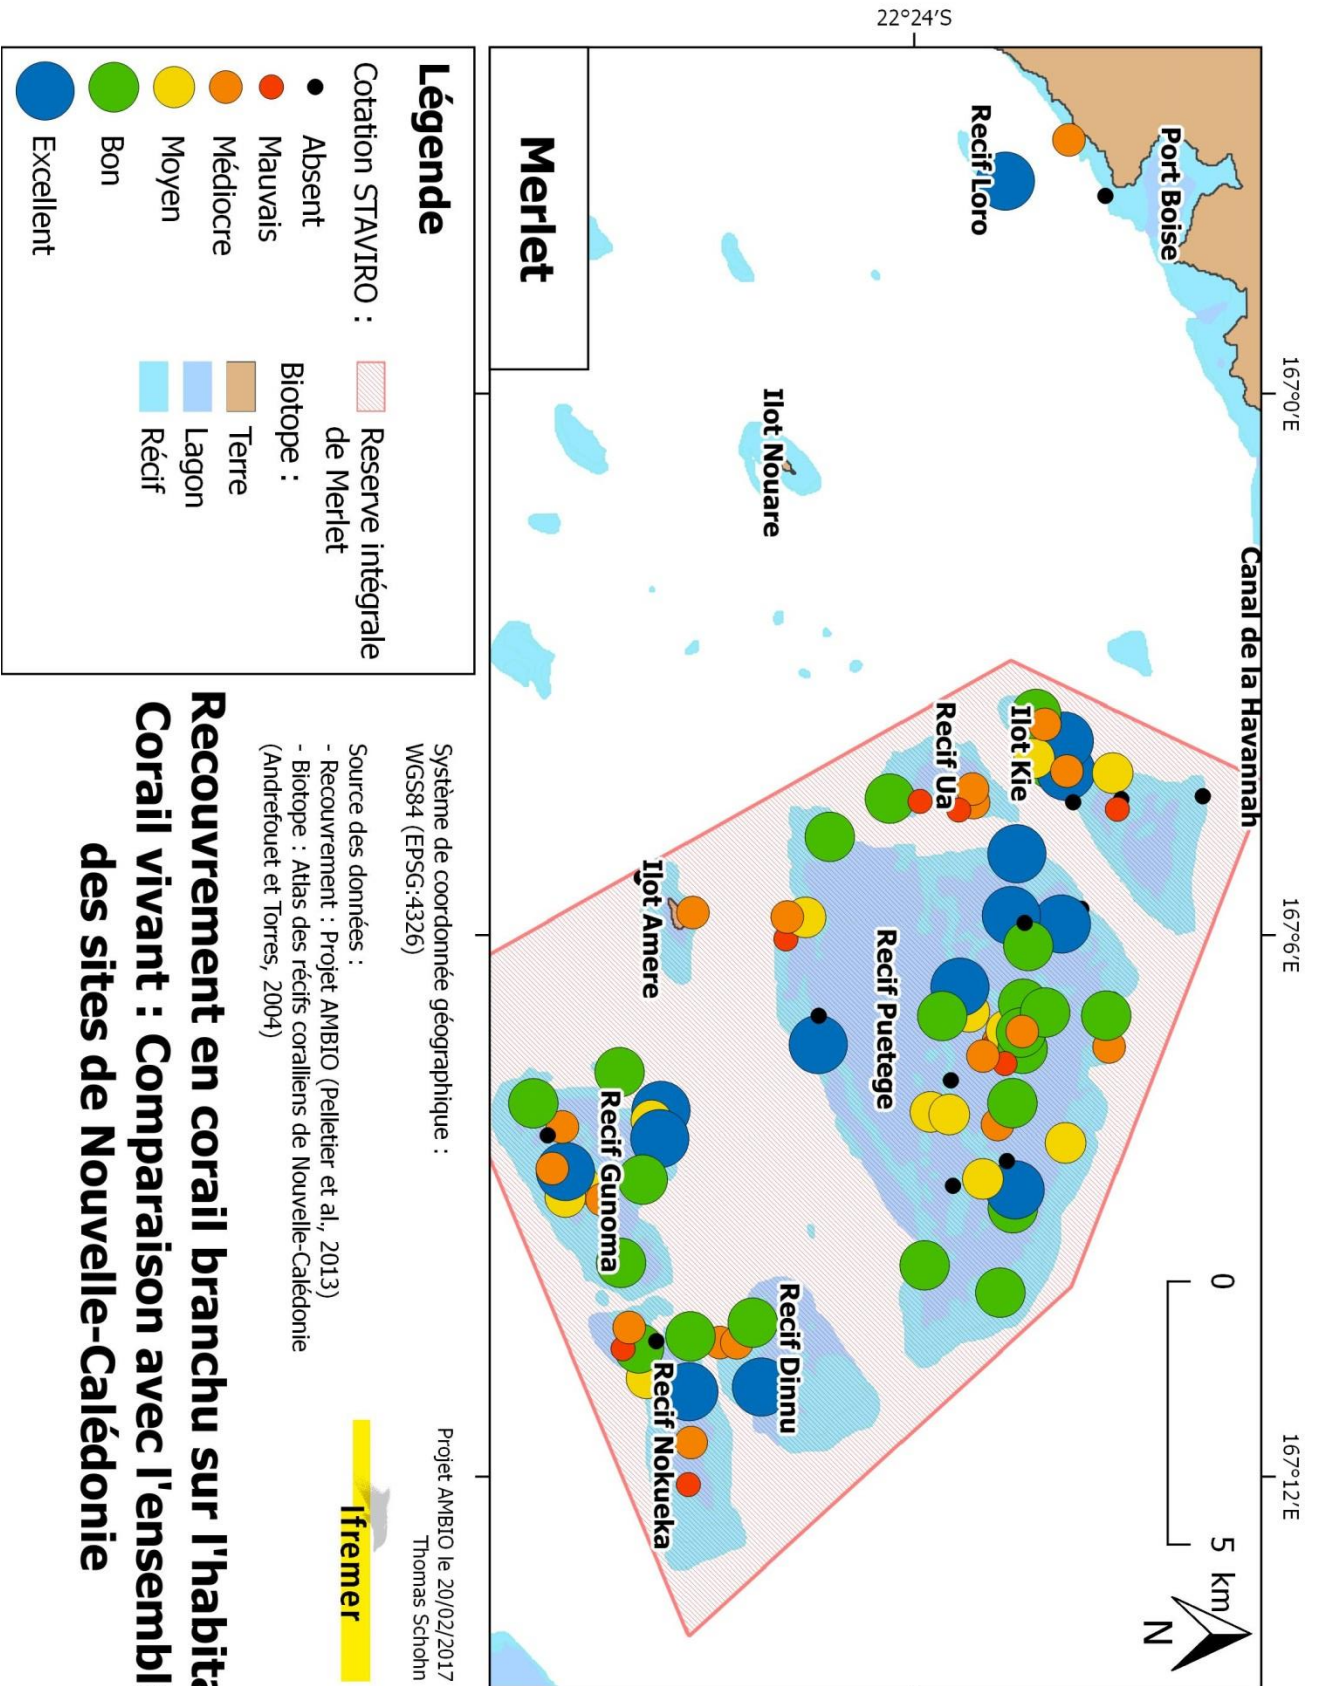 167°0'E
167°6'E
167°12'E
22°24'S
Canal de la Havannah
Port Boise
Recif Loro
Ilot Nouare
Ilot Kie
Recif Ua
Recif Puetege
Ilot Amere
Recif Gunoma
Recif Dinnu
Recif Nokueka
0
5 km
N
Merlet
Légende
Cotation STAVIRO :
Absent
Mauvais
Médiocre
Moyen
Bon
Excellent
Reserve intégrale
de Merlet
Biotope :
Terre
Lagon
Récif
Système de coordonnée géographique :
WGS84 (EPSG:4326)
Source des données :
- Recouvrement : Projet AMBIO (Pelletier et al., 2013)
- Biotope : Atlas des récifs coralliens de Nouvelle-Calédonie
(Andrefouet et Torres, 2004)
Projet AMBIO le 20/02/2017
Thomas Schohn
Ifremer
Recouvrement en corail branchu sur l'habita
Corail vivant : Comparaison avec l'ensembl
des sites de Nouvelle-Calédonie